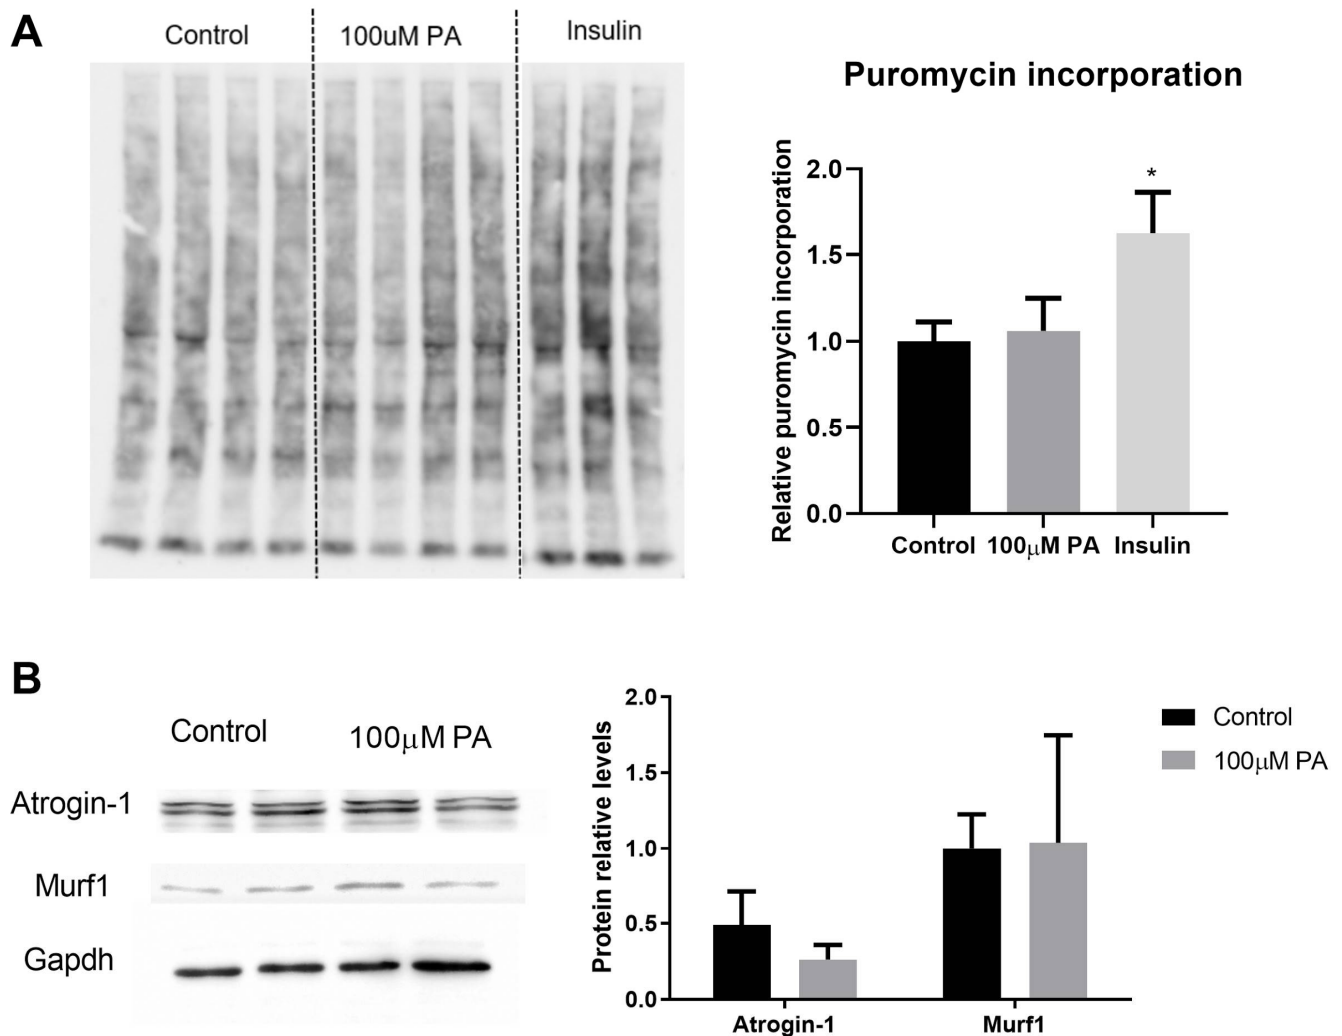 A
Control
100uM PA
Insulin
Puromycin incorporation
Relative puromycin incorporation
2.0
*
1.5
1.0
0.5
0.0
Control
100μM PA
Insulin
B
Control
100μM PA
Atrogin-1
Murf1
Gapdh
Protein relative levels
2.0
1.5
1.0
0.5
0.0
Atrogin-1
Murf1
Control
100μM PA